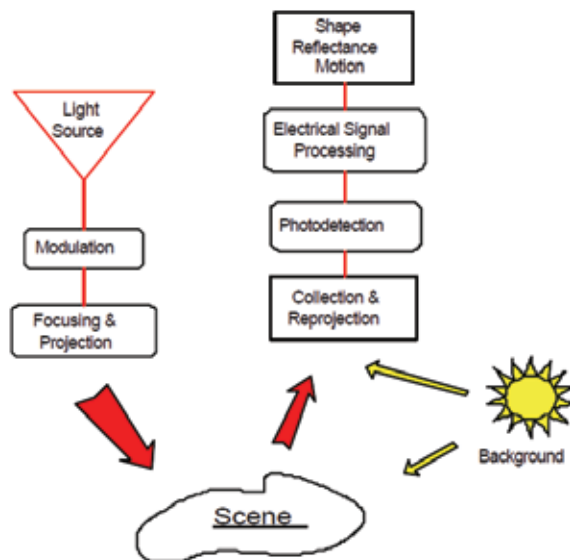 Light
Source
Modulation
Focusing &
Projection
Shape
Reflectance
Motion
Electrical Signal
Processing
Photodetection
Collection &
Reprojection
Background
Scene